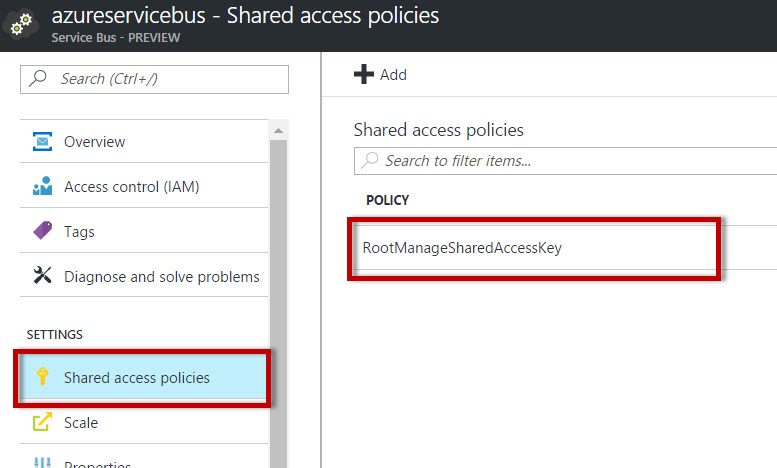 azureservicebus - Shared access policies
Service Bus - PREVIEW
Search (Ctrl+/)
Overview
Access control (IAM)
Tags
Diagnose and solve problems
SETTINGS
Shared access policies
Scale
Properties
Add
Shared access policies
Search to filter items...
POLICY
RootManageSharedAccessKey